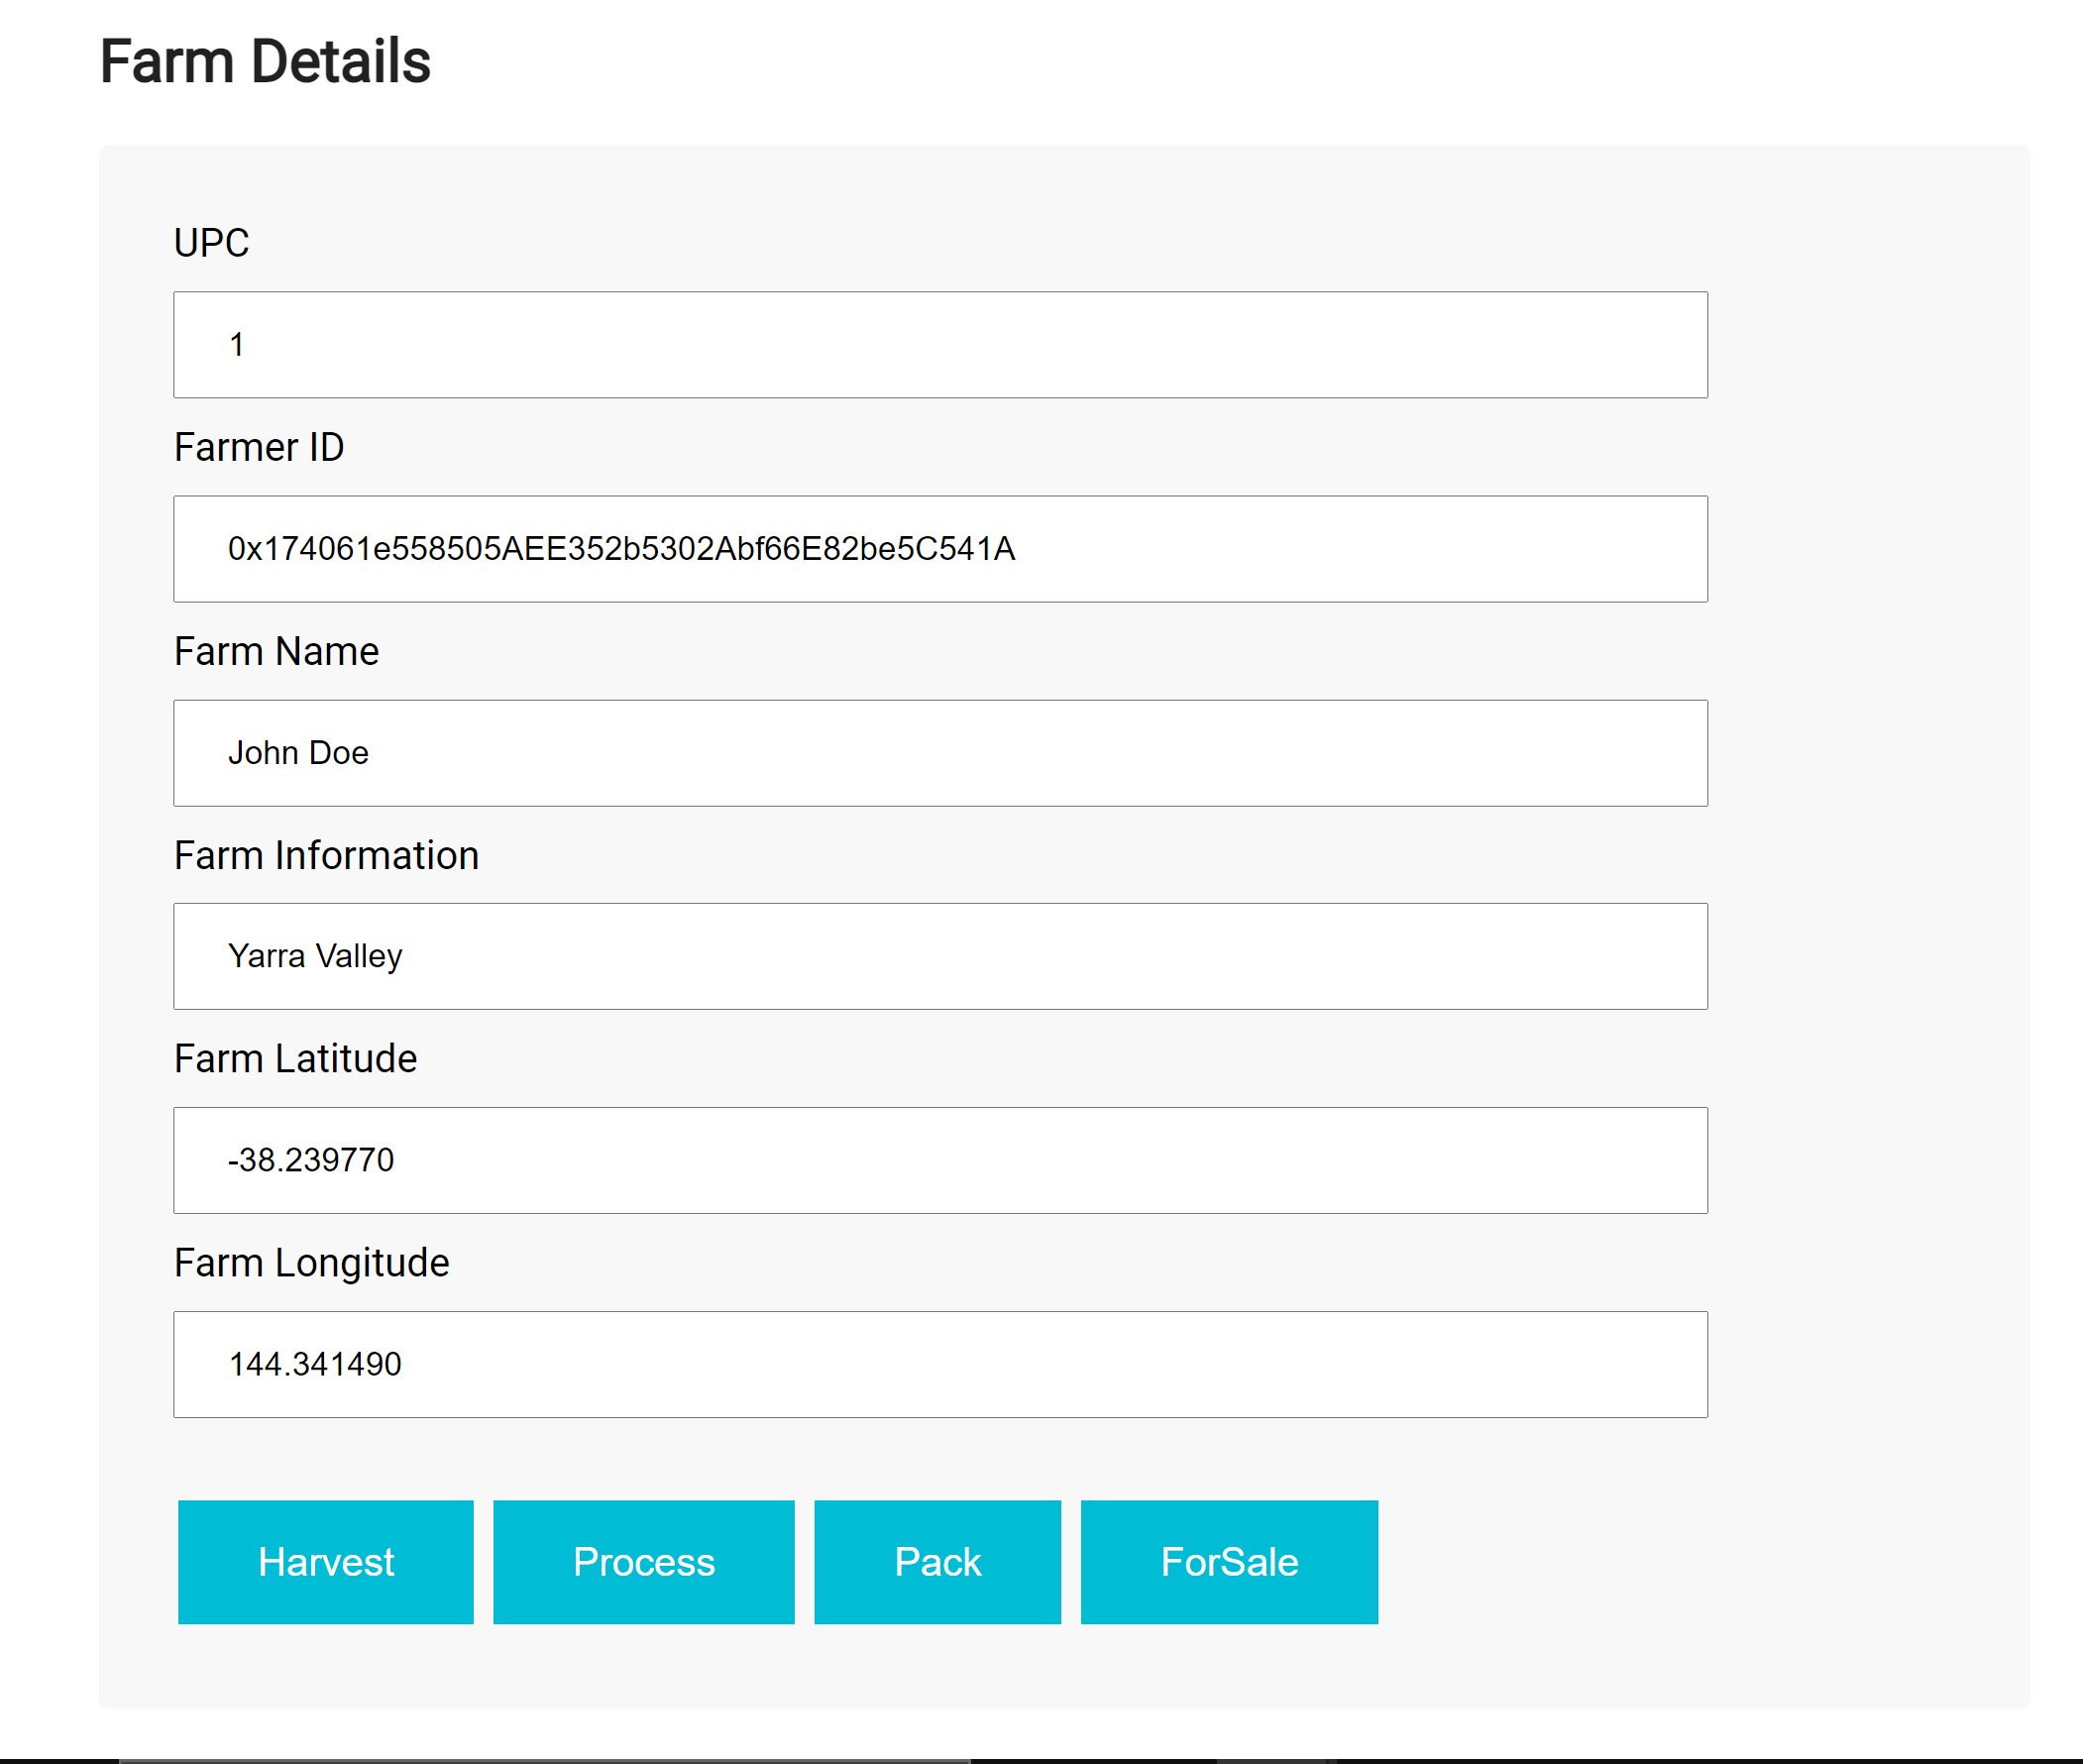 Farm Details
UPC
1
Farmer ID
0x174061e558505AEE352b5302Abf66E82be5C541A
Farm Name
John Doe
Farm Information
Yarra Valley
Farm Latitude
-38.239770
Farm Longitude
144.341490
Harvest Process Pack ForSale